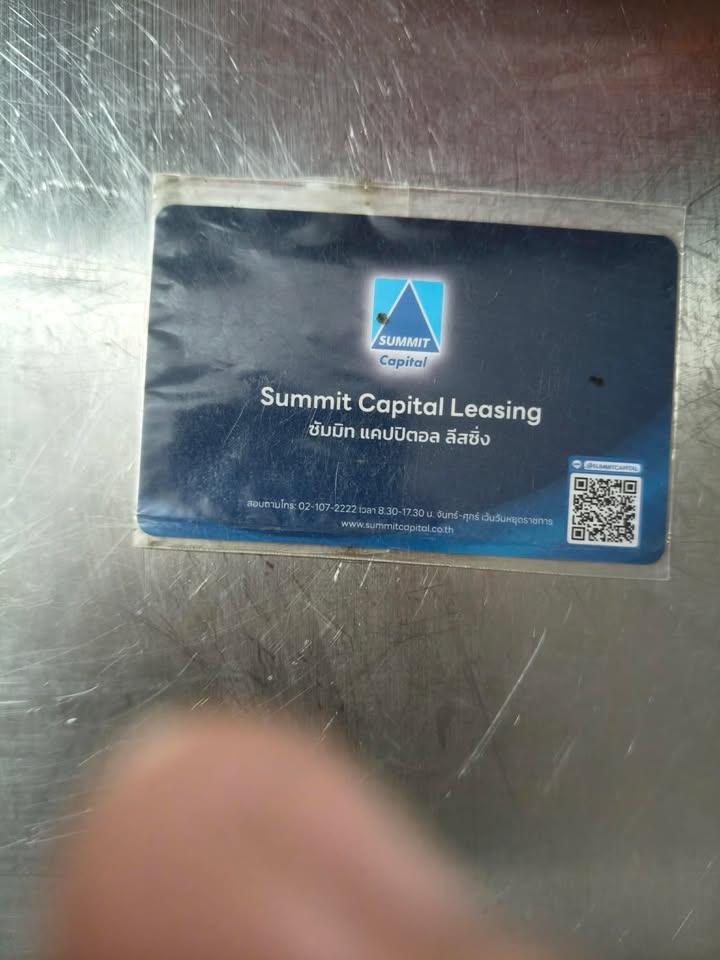 SUMMIT
Capital
Summit Capital Leasing
ซัมมิท แคปปิตอล ลีสซิ่ง
@SUMMITCAPITAL
สอบถามโทร: 02-107-2222 เวลา 8.30-17.30 น. จันทร์-ศุกร์ เว้นวันหยุดราชการ
www.summitcapital.co.th